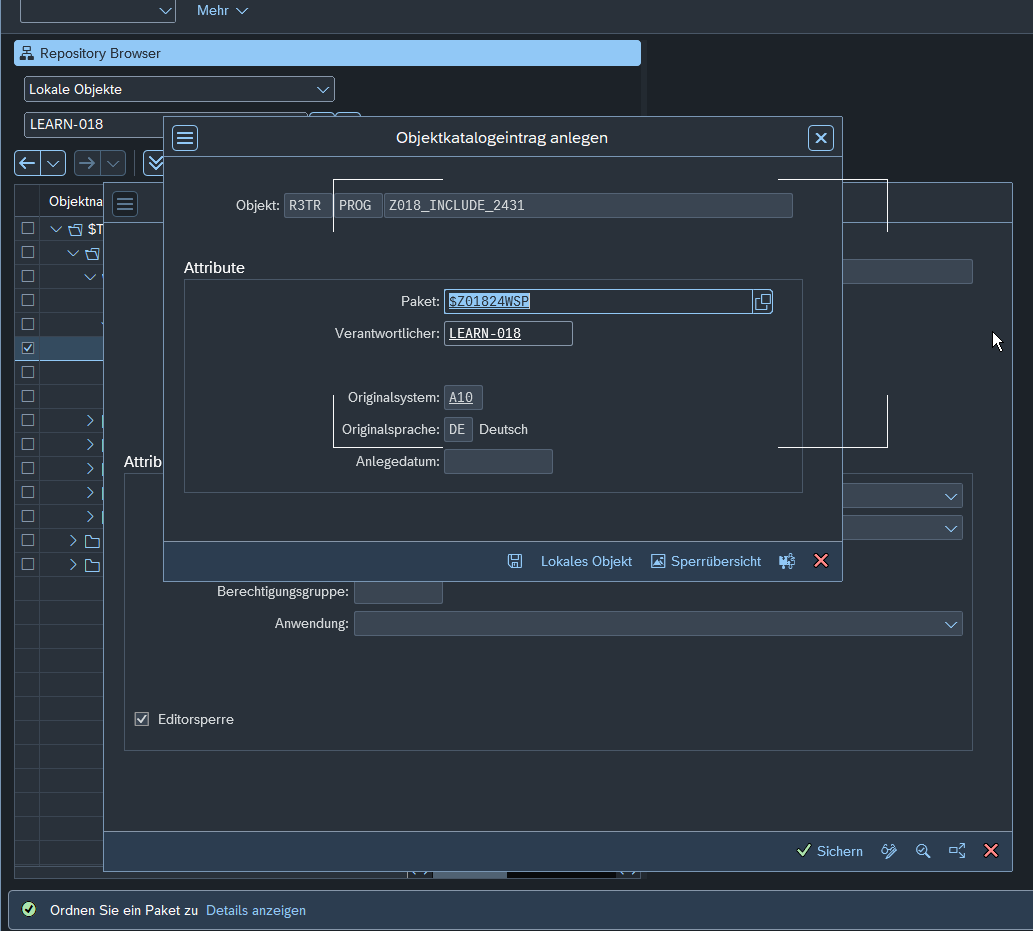 Mehr
Repository Browser
Lokale Objekte
LEARN-018
Objektkatalogeintrag anlegen
Objektna
Objekt: R3TR PROG Z018_INCLUDE_2431
$T
Attribute
Paket: $Z01824WSP
Verantwortlicher: LEARN-018
Originalsystem: A10
Originalsprache: DE Deutsch
Anlegedatum:
Attrib
Lokales Objekt Sperrübersicht
Berechtigungsgruppe:
Anwendung:
Editorsperre
Sichern
Ordnen Sie ein Paket zu Details anzeigen